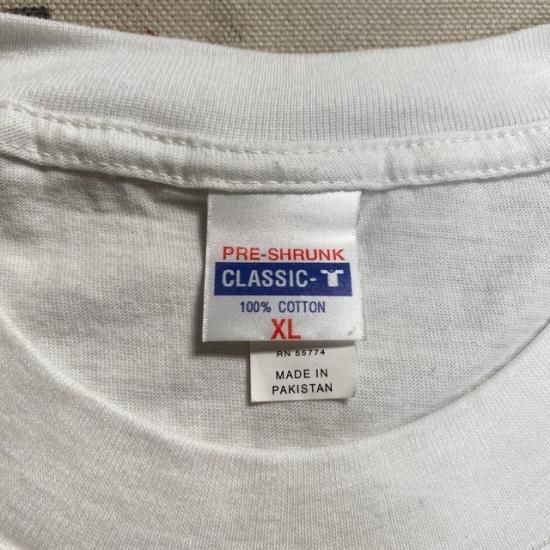 PRE-SHRUNK
CLASSIC-T
100% COTTON
XL
RN 55774
MADE IN
PAKISTAN